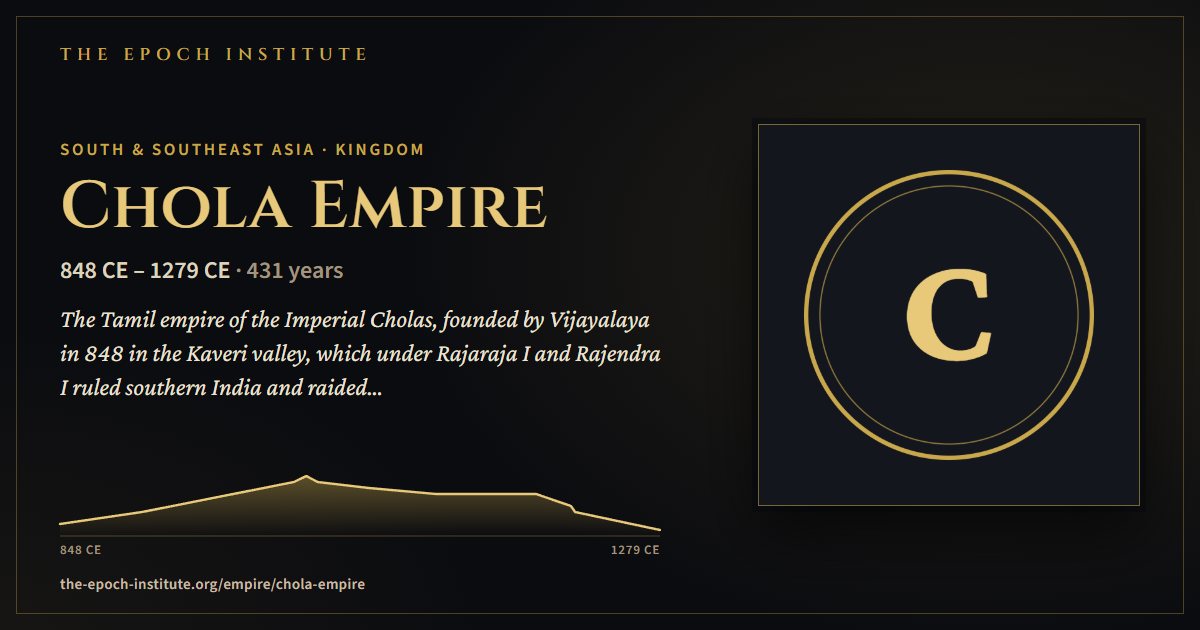 THE EPOCH INSTITUTE
SOUTH & SOUTHEAST ASIA · KINGDOM
CHOLA EMPIRE
848 CE – 1279 CE · 431 years
The Tamil empire of the Imperial Cholas, founded by Vijayalaya
in 848 in the Kaveri valley, which under Rajaraja I and Rajendra
I ruled southern India and raided...
C
848 CE 1279 CE
the-epoch-institute.org/empire/chola-empire